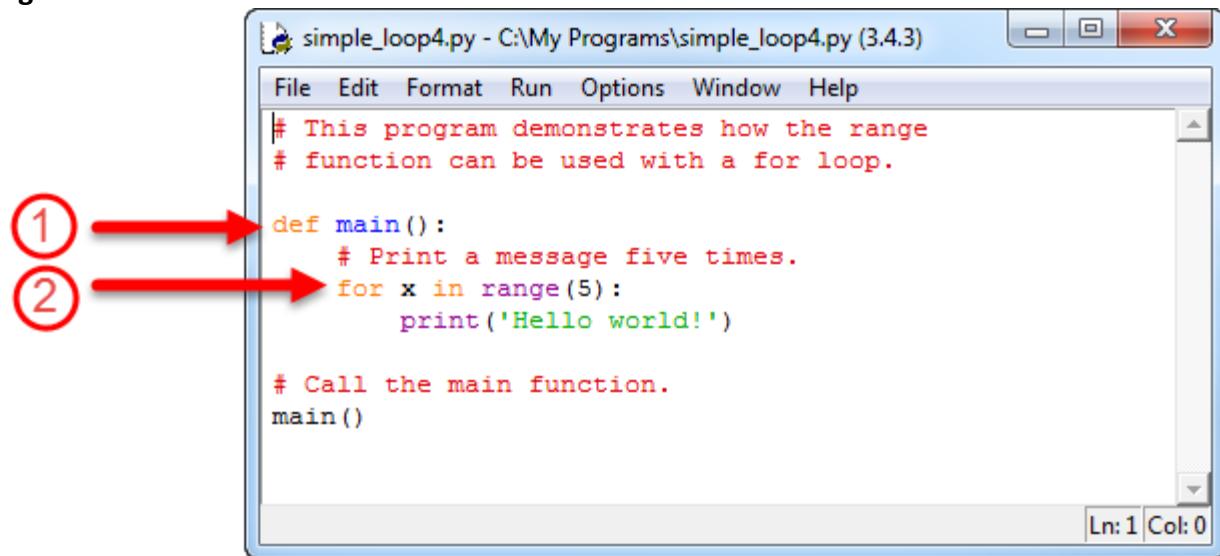 simple_loop4.py - C:\My Programs\simple_loop4.py (3.4.3)
File Edit Format Run Options Window Help
# This program demonstrates how the range
# function can be used with a for loop.
1
def main():
    # Print a message five times.
2
    for x in range(5):
        print('Hello world!')
# Call the main function.
main()
Ln: 1 Col: 0